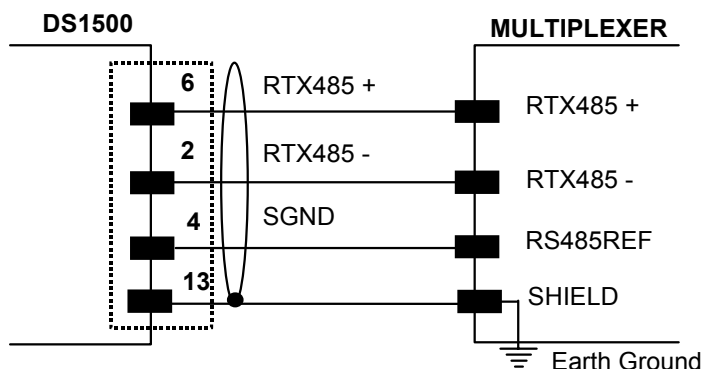 DS1500
MULTIPLEXER
6
RTX485 +
RTX485 +
2
RTX485 -
RTX485 -
4
SGND
RS485REF
13
SHIELD
Earth Ground